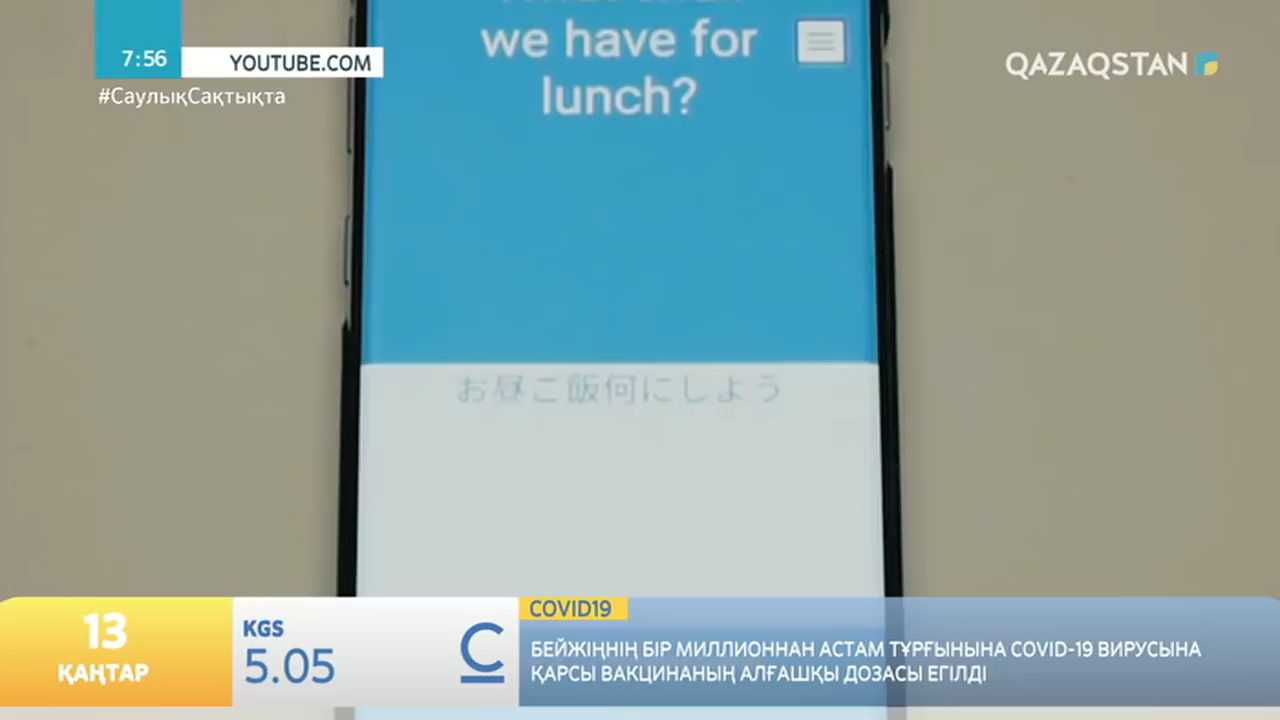 7:56
YOUTUBE.COM
#СаулықСақтықта
we have for
lunch?
QAZAQSTAN
お昼ご飯何にしよう
13
ҚАҢТАР
KGS
5.05
COVID19
БЕЙЖІҢНІҢ БІР МИЛЛИОННАН АСТАМ ТҰРҒЫНЫНА COVID-19 ВИРУСЫНА
ҚАРСЫ ВАКЦИНАНЫҢ АЛҒАШҚЫ ДОЗАСЫ ЕГІЛДІ